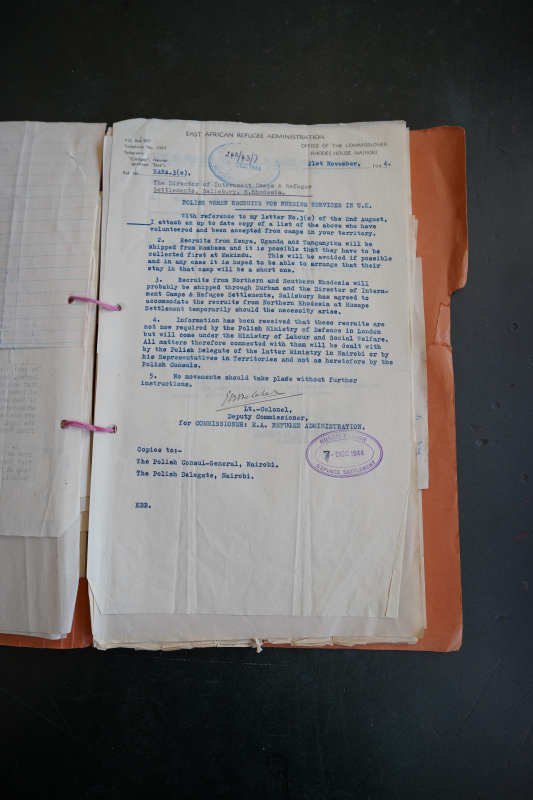 EAST AFRICAN REFUGEE ADMINISTRATION
P.O. Box
Telephone No.
Telegrams
Nairobi
OFFICE OF THE COMMISSIONER
RHODES HOUSE, NAIROBI
Ref. No. EARA.3(c).
21st November, 1944.
The Director of Internment Camps & Refugee
Settlements, Salisbury, S.Rhodesia.
POLISH WOMEN RECRUITS FOR NURSING SERVICES IN U.K.
With reference to my letter No.3(c) of the 2nd August,
I attach an up to date copy of a list of the above who have
volunteered and been accepted from camps in your territory.
2. Recruits from Kenya, Uganda and Tanganyika will be
shipped from Mombasa and it is possible that they have to be
collected first at Makindu. This will be avoided if possible
and in any case it is hoped to be able to arrange that their
stay in that camp will be a short one.
3. Recruits from Northern and Southern Rhodesia will
probably be shipped through Durban and the Director of Intern-
ment Camps & Refugee Settlements, Salisbury has agreed to
accommodate the recruits from Northern Rhodesia at Rusape
Settlement temporarily should the necessity arise.
4. Information has been received that these recruits are
not now required by the Polish Ministry of Defence in London
but will come under the Ministry of Labour and Social Welfare.
All matters therefore connected with them will be dealt with
by the Polish Delegate of the latter Ministry in Nairobi or by
his Representatives in Territories and not as heretofore by the
Polish Consuls.
5. No movements should take place without further
instructions.
Lt.-Colonel,
Deputy Commissioner,
for COMMISSIONER: E.A. REFUGEE ADMINISTRATION.
7 - DEC 1944
REFUGEE SETTLEMENT
Copies to:-
The Polish Consul-General, Nairobi.
The Polish Delegate, Nairobi.